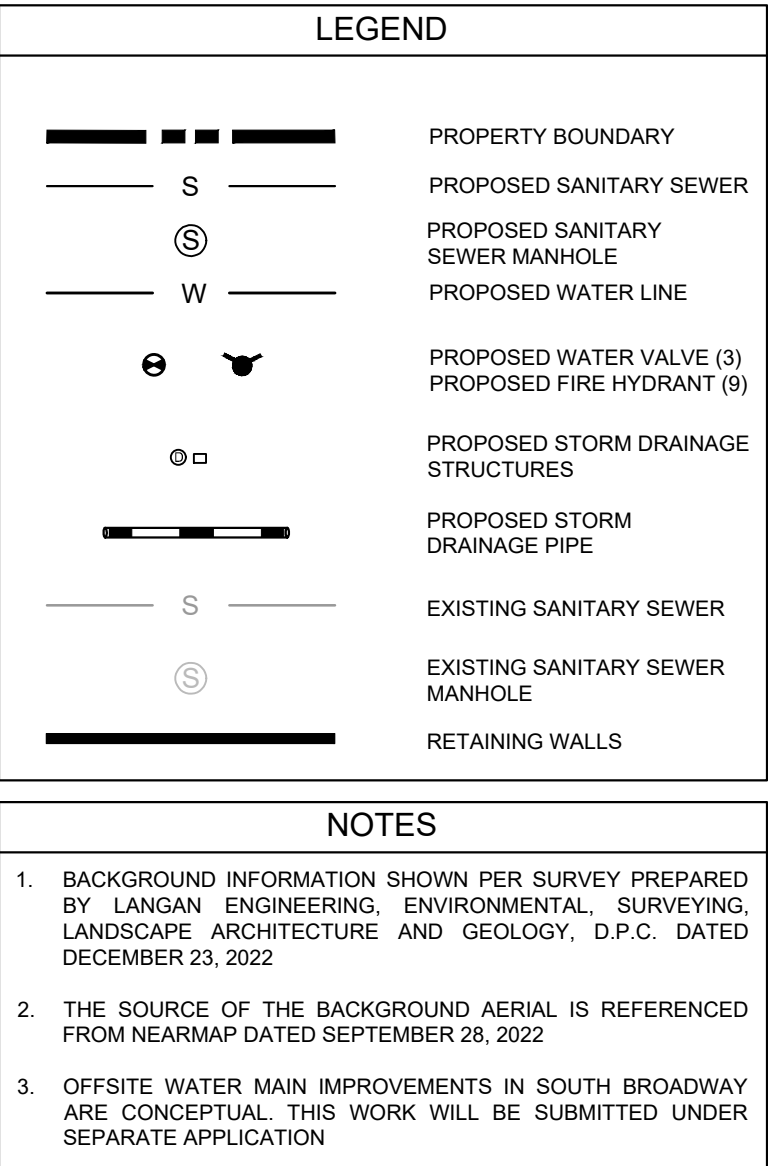 LEGEND
PROPERTY BOUNDARY
S PROPOSED SANITARY SEWER
S PROPOSED SANITARY
SEWER MANHOLE
W PROPOSED WATER LINE
PROPOSED WATER VALVE (3)
PROPOSED FIRE HYDRANT (9)
D PROPOSED STORM DRAINAGE
STRUCTURES
PROPOSED STORM
DRAINAGE PIPE
S EXISTING SANITARY SEWER
S EXISTING SANITARY SEWER
MANHOLE
RETAINING WALLS
NOTES
1. BACKGROUND INFORMATION SHOWN PER SURVEY PREPARED
BY LANGAN ENGINEERING, ENVIRONMENTAL, SURVEYING,
LANDSCAPE ARCHITECTURE AND GEOLOGY, D.P.C. DATED
DECEMBER 23, 2022
2. THE SOURCE OF THE BACKGROUND AERIAL IS REFERENCED
FROM NEARMAP DATED SEPTEMBER 28, 2022
3. OFFSITE WATER MAIN IMPROVEMENTS IN SOUTH BROADWAY
ARE CONCEPTUAL. THIS WORK WILL BE SUBMITTED UNDER
SEPARATE APPLICATION